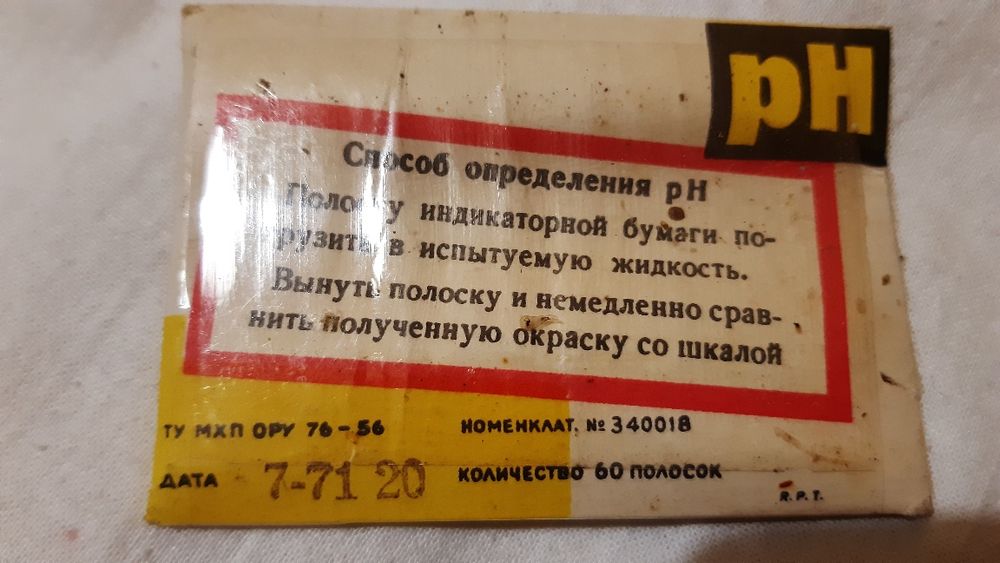 pH
Способ определения pH
Полоску индикаторной бумаги по-
грузить в испытуемую жидкость.
Вынуть полоску и немедленно срав-
нить полученную окраску со шкалой
ТУ МХП ОРУ 76-56
НОМЕНКЛАТ. № 340018
ДАТА 7-71 20
КОЛИЧЕСТВО 60 ПОЛОСОК
R.P.T.